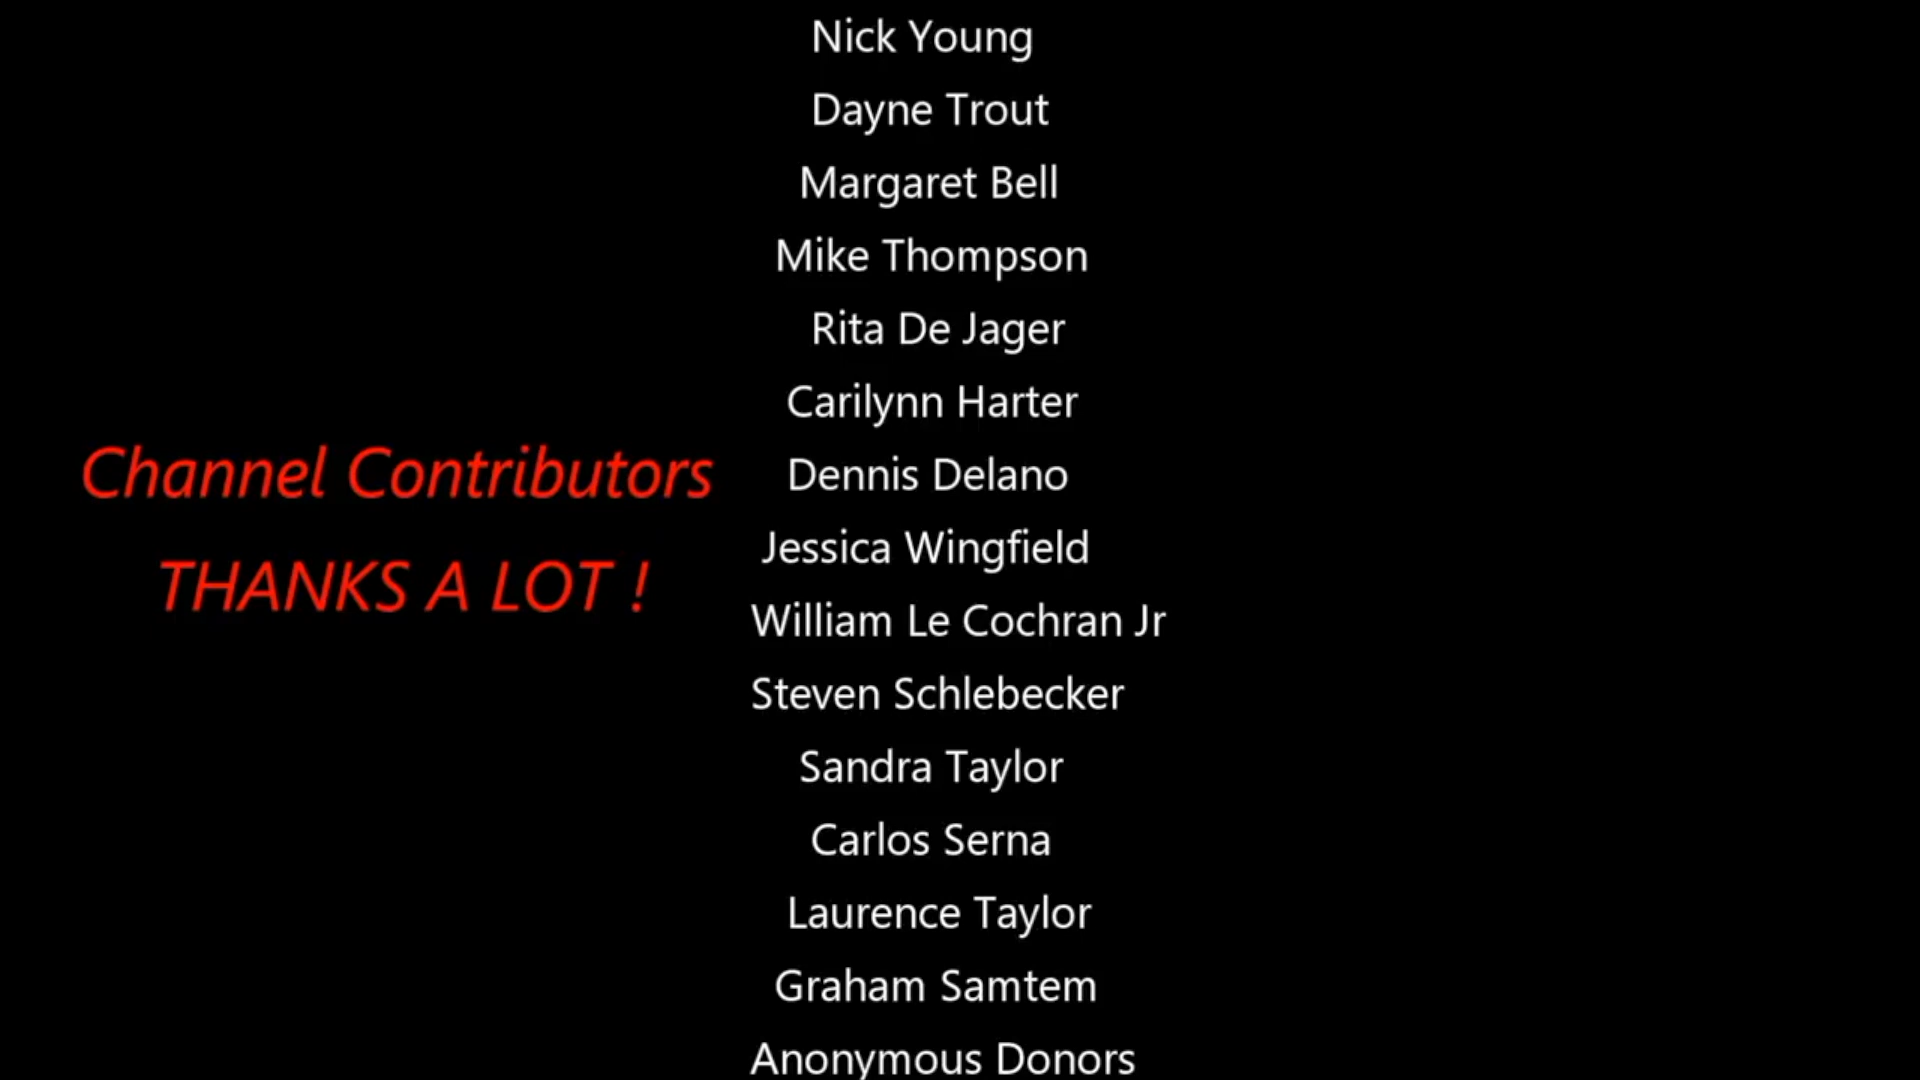 Channel Contributors
THANKS A LOT !
Nick Young
Dayne Trout
Margaret Bell
Mike Thompson
Rita De Jager
Carilynn Harter
Dennis Delano
Jessica Wingfield
William Le Cochran Jr
Steven Schlebecker
Sandra Taylor
Carlos Serna
Laurence Taylor
Graham Samtem
Anonymous Donors